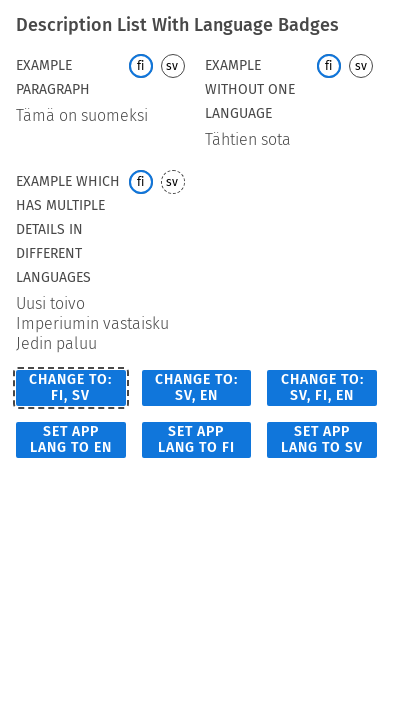 Description List With Language Badges
EXAMPLE PARAGRAPH
fi sv
Tämä on suomeksi
EXAMPLE WITHOUT ONE LANGUAGE
fi sv
Tähtien sota
EXAMPLE WHICH HAS MULTIPLE DETAILS IN DIFFERENT LANGUAGES
fi sv
Uusi toivo
Imperiumin vastaisku
Jedin paluu
CHANGE TO: FI, SV
CHANGE TO: SV, EN
CHANGE TO: SV, FI, EN
SET APP LANG TO EN
SET APP LANG TO FI
SET APP LANG TO SV